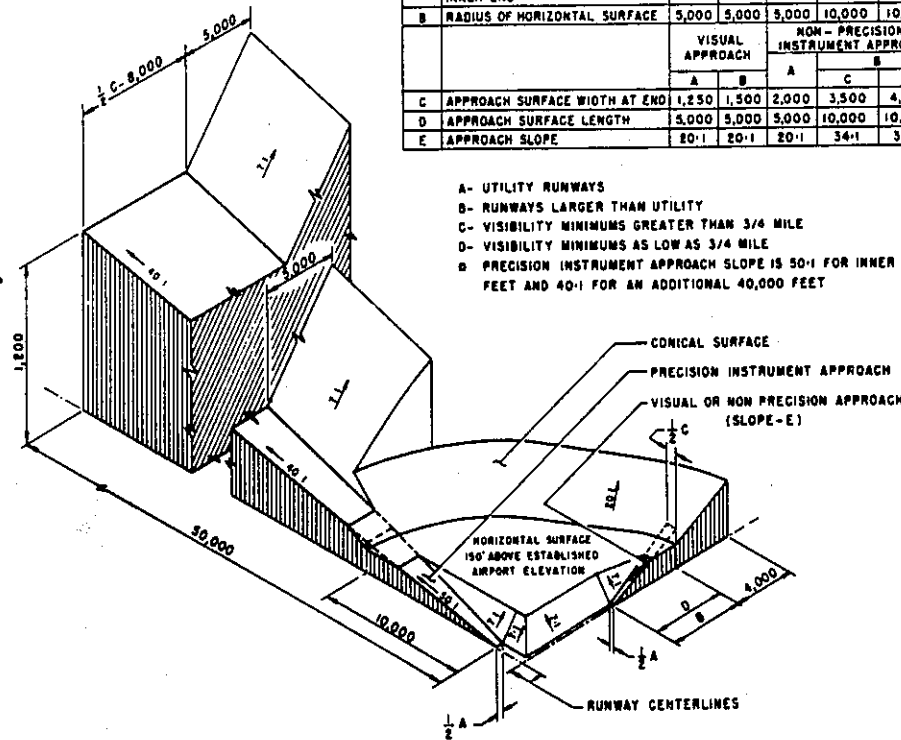 B RADIUS OF HORIZONTAL SURFACE 5,000 5,000 5,000 10,000
VISUAL APPROACH
NON-PRECISION
A B A B
C
C APPROACH SURFACE WIDTH AT END 1,250 1,500 2,000 3,500
D APPROACH SURFACE LENGTH 5,000 5,000 5,000 10,000
E APPROACH SLOPE 20:1 20:1 20:1 34:1
A- UTILITY RUNWAYS
B- RUNWAYS LARGER THAN UTILITY
C- VISIBILITY MINIMUMS GREATER THAN 3/4 MILE
D- VISIBILITY MINIMUMS AS LOW AS 3/4 MILE
PRECISION INSTRUMENT APPROACH SLOPE IS 50:1 FOR INNER
FEET AND 40:1 FOR AN ADDITIONAL 40,000 FEET
5,000
1/2 C-8,000
7:1
40:1
5,000
1,200
7:1
CONICAL SURFACE
PRECISION INSTRUMENT APPROACH
VISUAL OR NON PRECISION APPROACH
(SLOPE-E)
1/2 C
40:1
20:1
HORIZONTAL SURFACE
150' ABOVE ESTABLISHED
AIRPORT ELEVATION
50,000
50:1
7:1
7:1
7:1
7:1
4,000
D
B
10,000
1/2 A
1/2 A
RUNWAY CENTERLINES